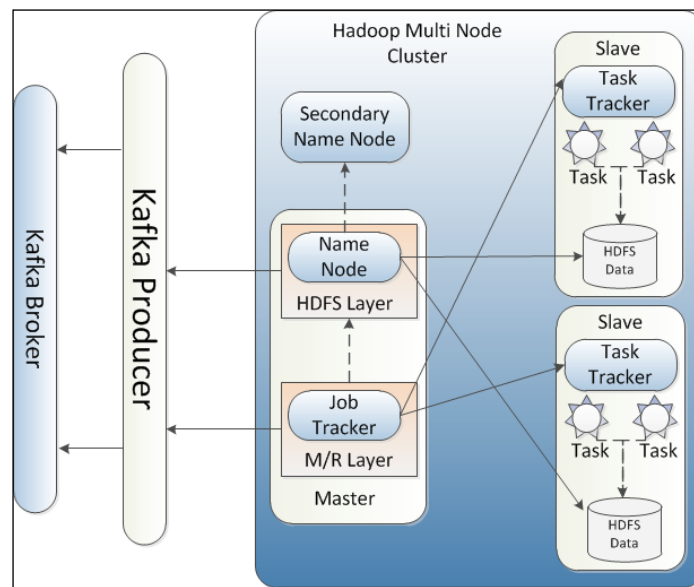 Hadoop Multi Node
Cluster
Kafka Broker
Kafka Producer
Secondary
Name Node
Name
Node
HDFS Layer
Job
Tracker
M/R Layer
Master
Slave
Task
Tracker
Task
Task
HDFS
Data
Slave
Task
Tracker
Task
Task
HDFS
Data